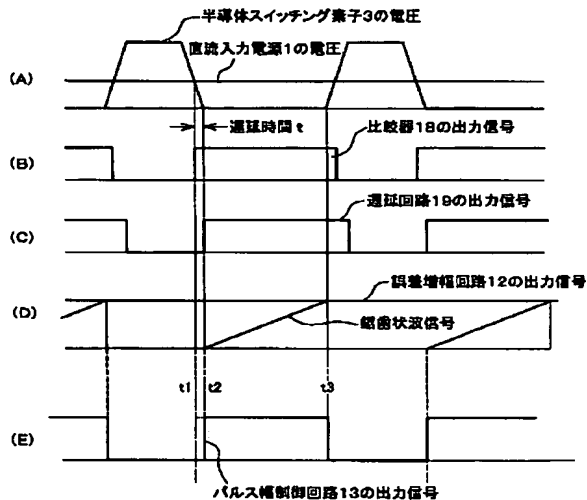 半導体スイッチング素子3の電圧
直流入力電源1の電圧
(A)
遅延時間 t
比較器18の出力信号
(B)
遅延回路19の出力信号
(C)
誤差増幅回路12の出力信号
(D)
鋸歯状波信号
t1 t2 t3
(E)
パルス幅制御回路13の出力信号